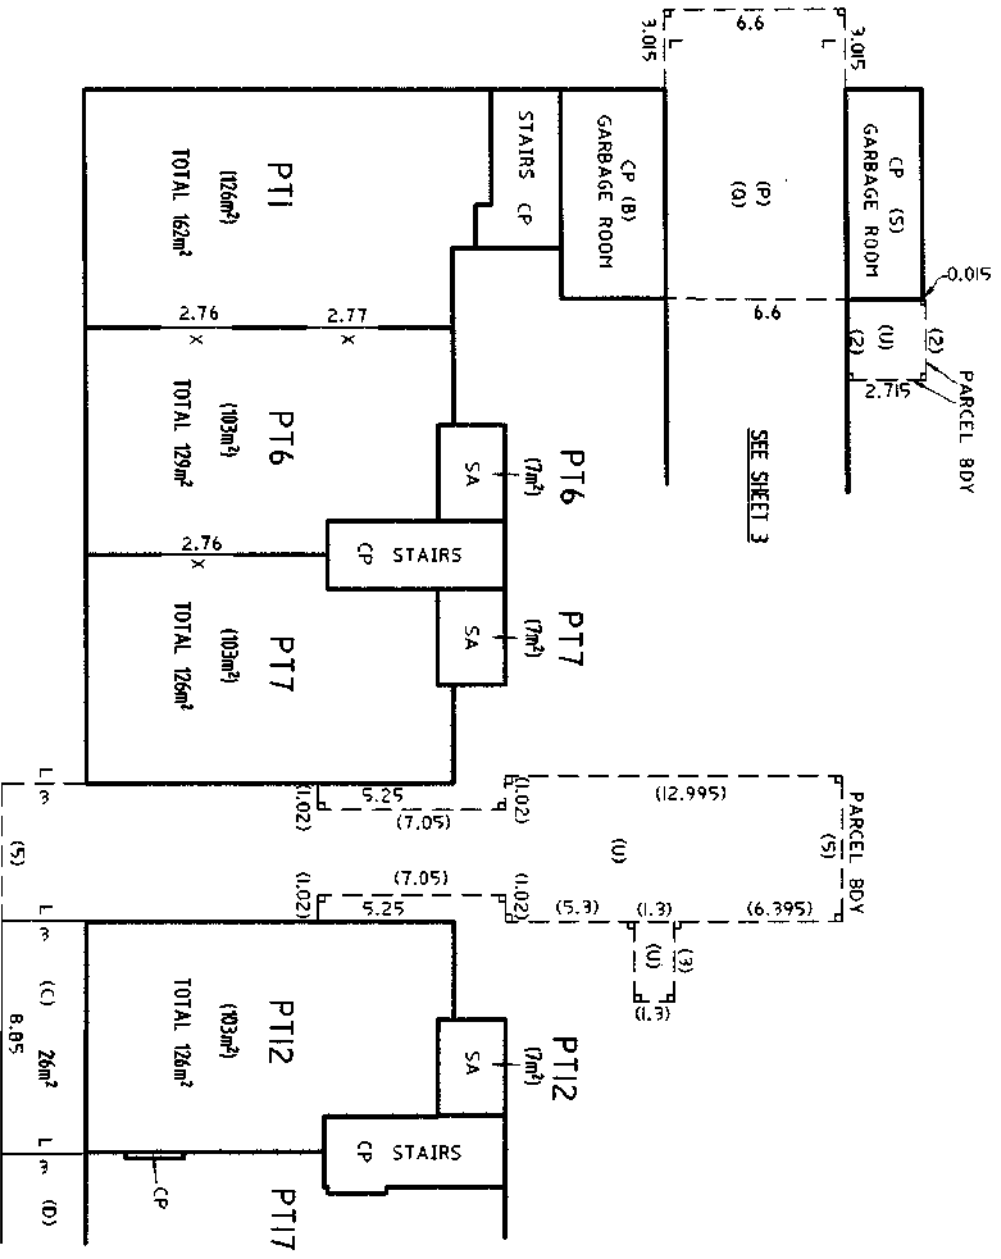 6.6
3.015
3.015
CP (S)
GARBAGE ROOM
(P)
(Q)
CP (B)
GARBAGE ROOM
STAIRS CP
PT1
(126m²)
TOTAL 162m²
0.015
(2)
(U)
(2)
2.715
PARCEL BDY
6.6
SEE SHEET 3
2.76
X
2.77
X
PT6
(103m²)
TOTAL 129m²
PT6
(7m²)
SA
CP STAIRS
2.76
X
PT7
(7m²)
SA
PT7
(103m²)
TOTAL 126m²
PARCEL BDY
(12.995)
(5)
(U)
(1.02)
5.25
(7.05)
(1.02)
(7.05)
(1.02)
5.25
(1.02)
(5.3)
(1.3)
(6.395)
(U)
(3)
(1.3)
(5)
PT12
(103m²)
TOTAL 126m²
PT12
(7m²)
SA
CP STAIRS
(C) 26m²
8.85
CP
PT17
(D)